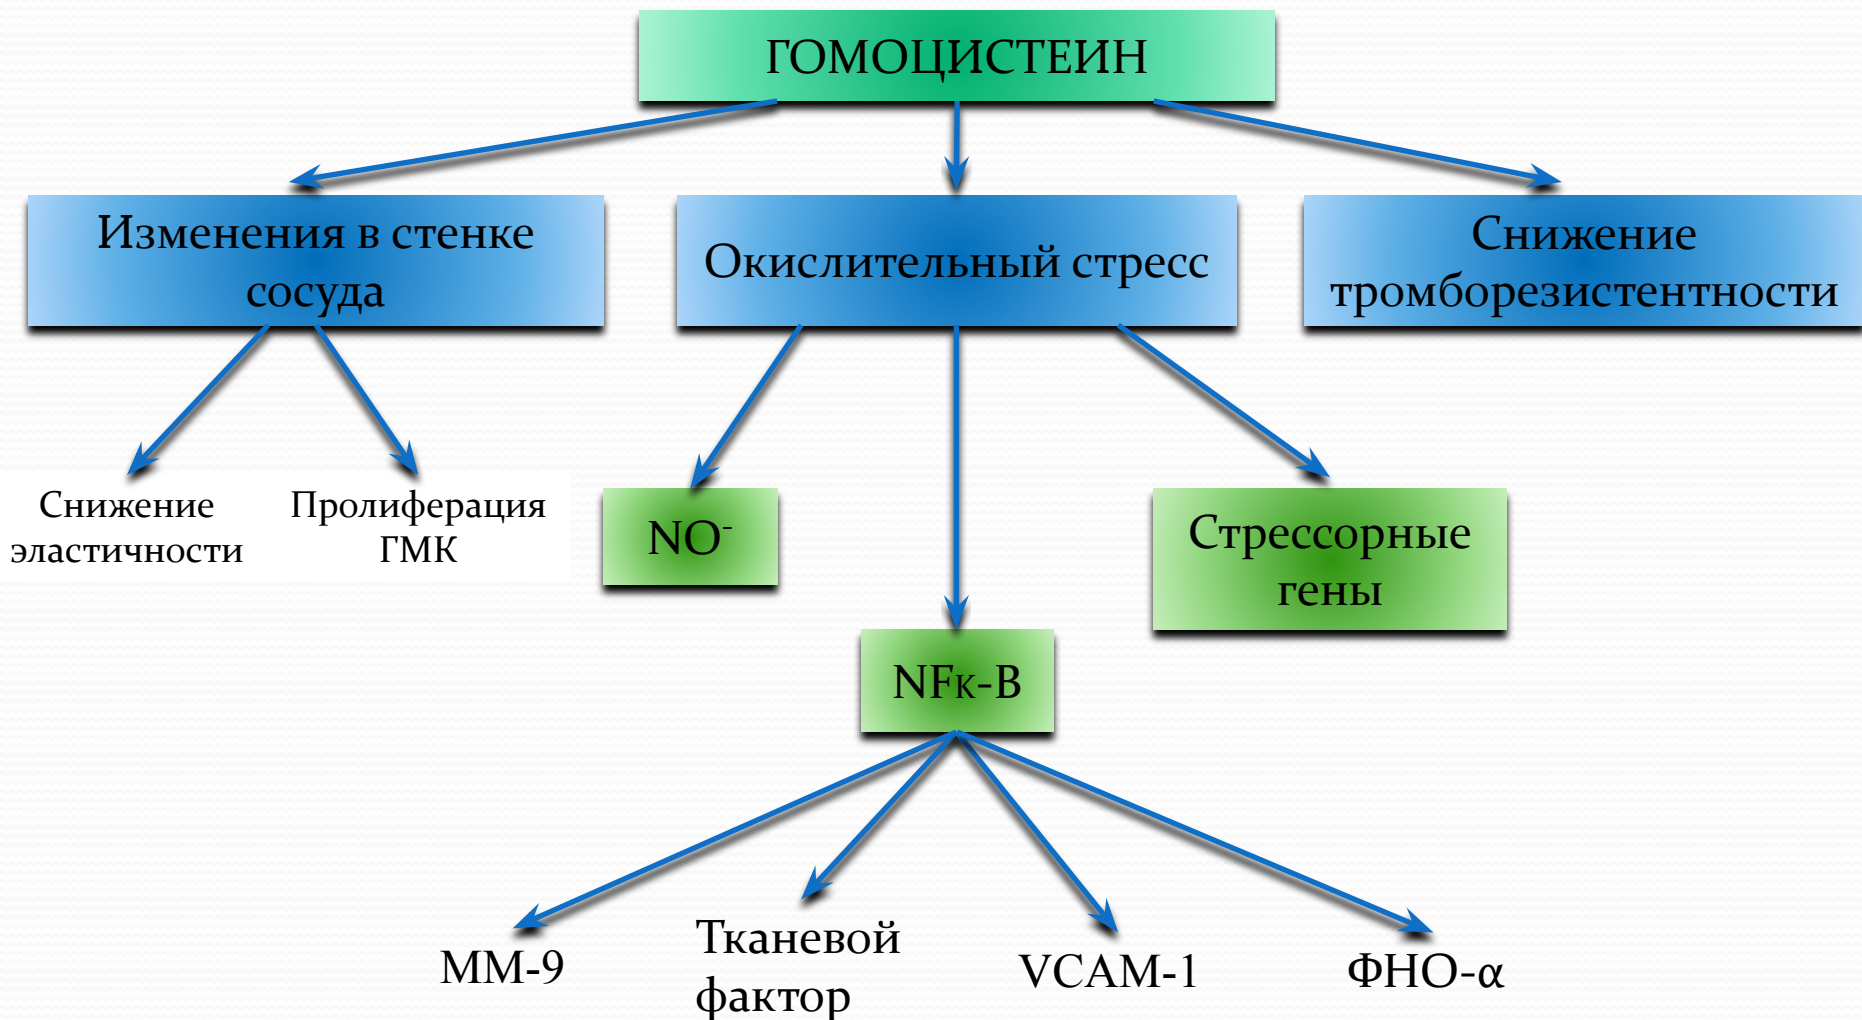 ГОМОЦИСТЕИН
Изменения в стенке
сосуда
Окислительный стресс
Снижение
тромборезистентности
Снижение
эластичности
Пролиферация
ГМК
NO⁻
Стрессорные
гены
NFκ-B
ММ-9
Тканевой
фактор
VCAM-1
ФНО-α